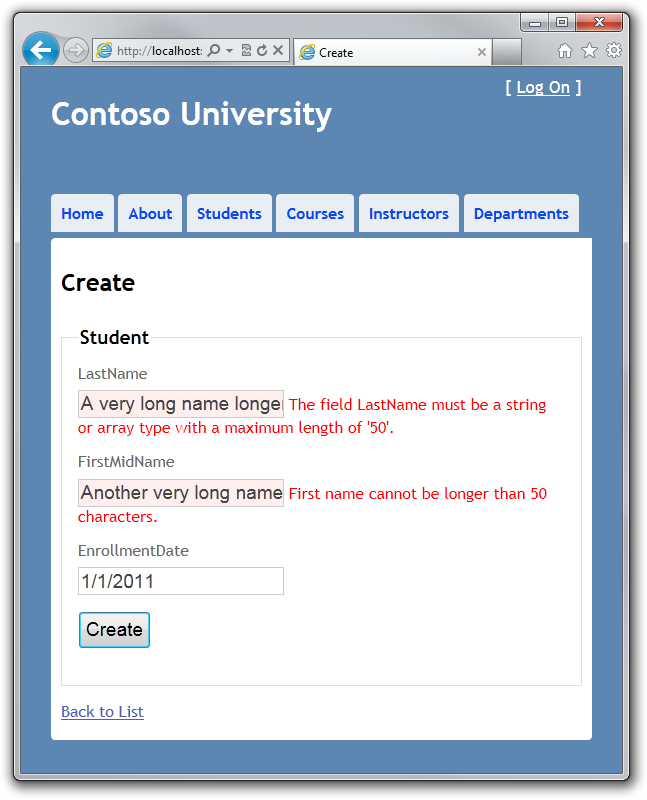 http://localhost:
Create
[ Log On ]
Contoso University
Home About Students Courses Instructors Departments
Create
Student
LastName
A very long name longer The field LastName must be a string
or array type with a maximum length of '50'.
FirstMidName
Another very long name First name cannot be longer than 50
characters.
EnrollmentDate
1/1/2011
Create
Back to List